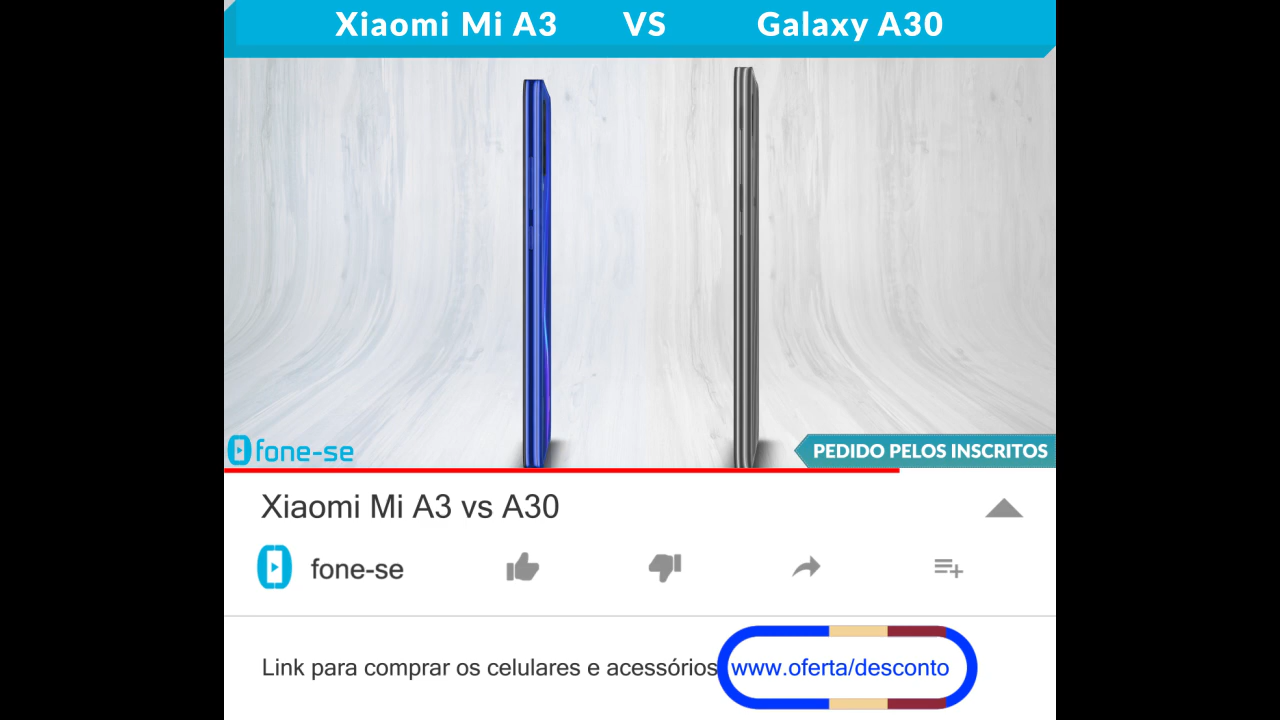 Xiaomi Mi A3 VS Galaxy A30
fone-se
PEDIDO PELOS INSCRITOS
Xiaomi Mi A3 vs A30
fone-se
Link para comprar os celulares e acessórios www.oferta/desconto